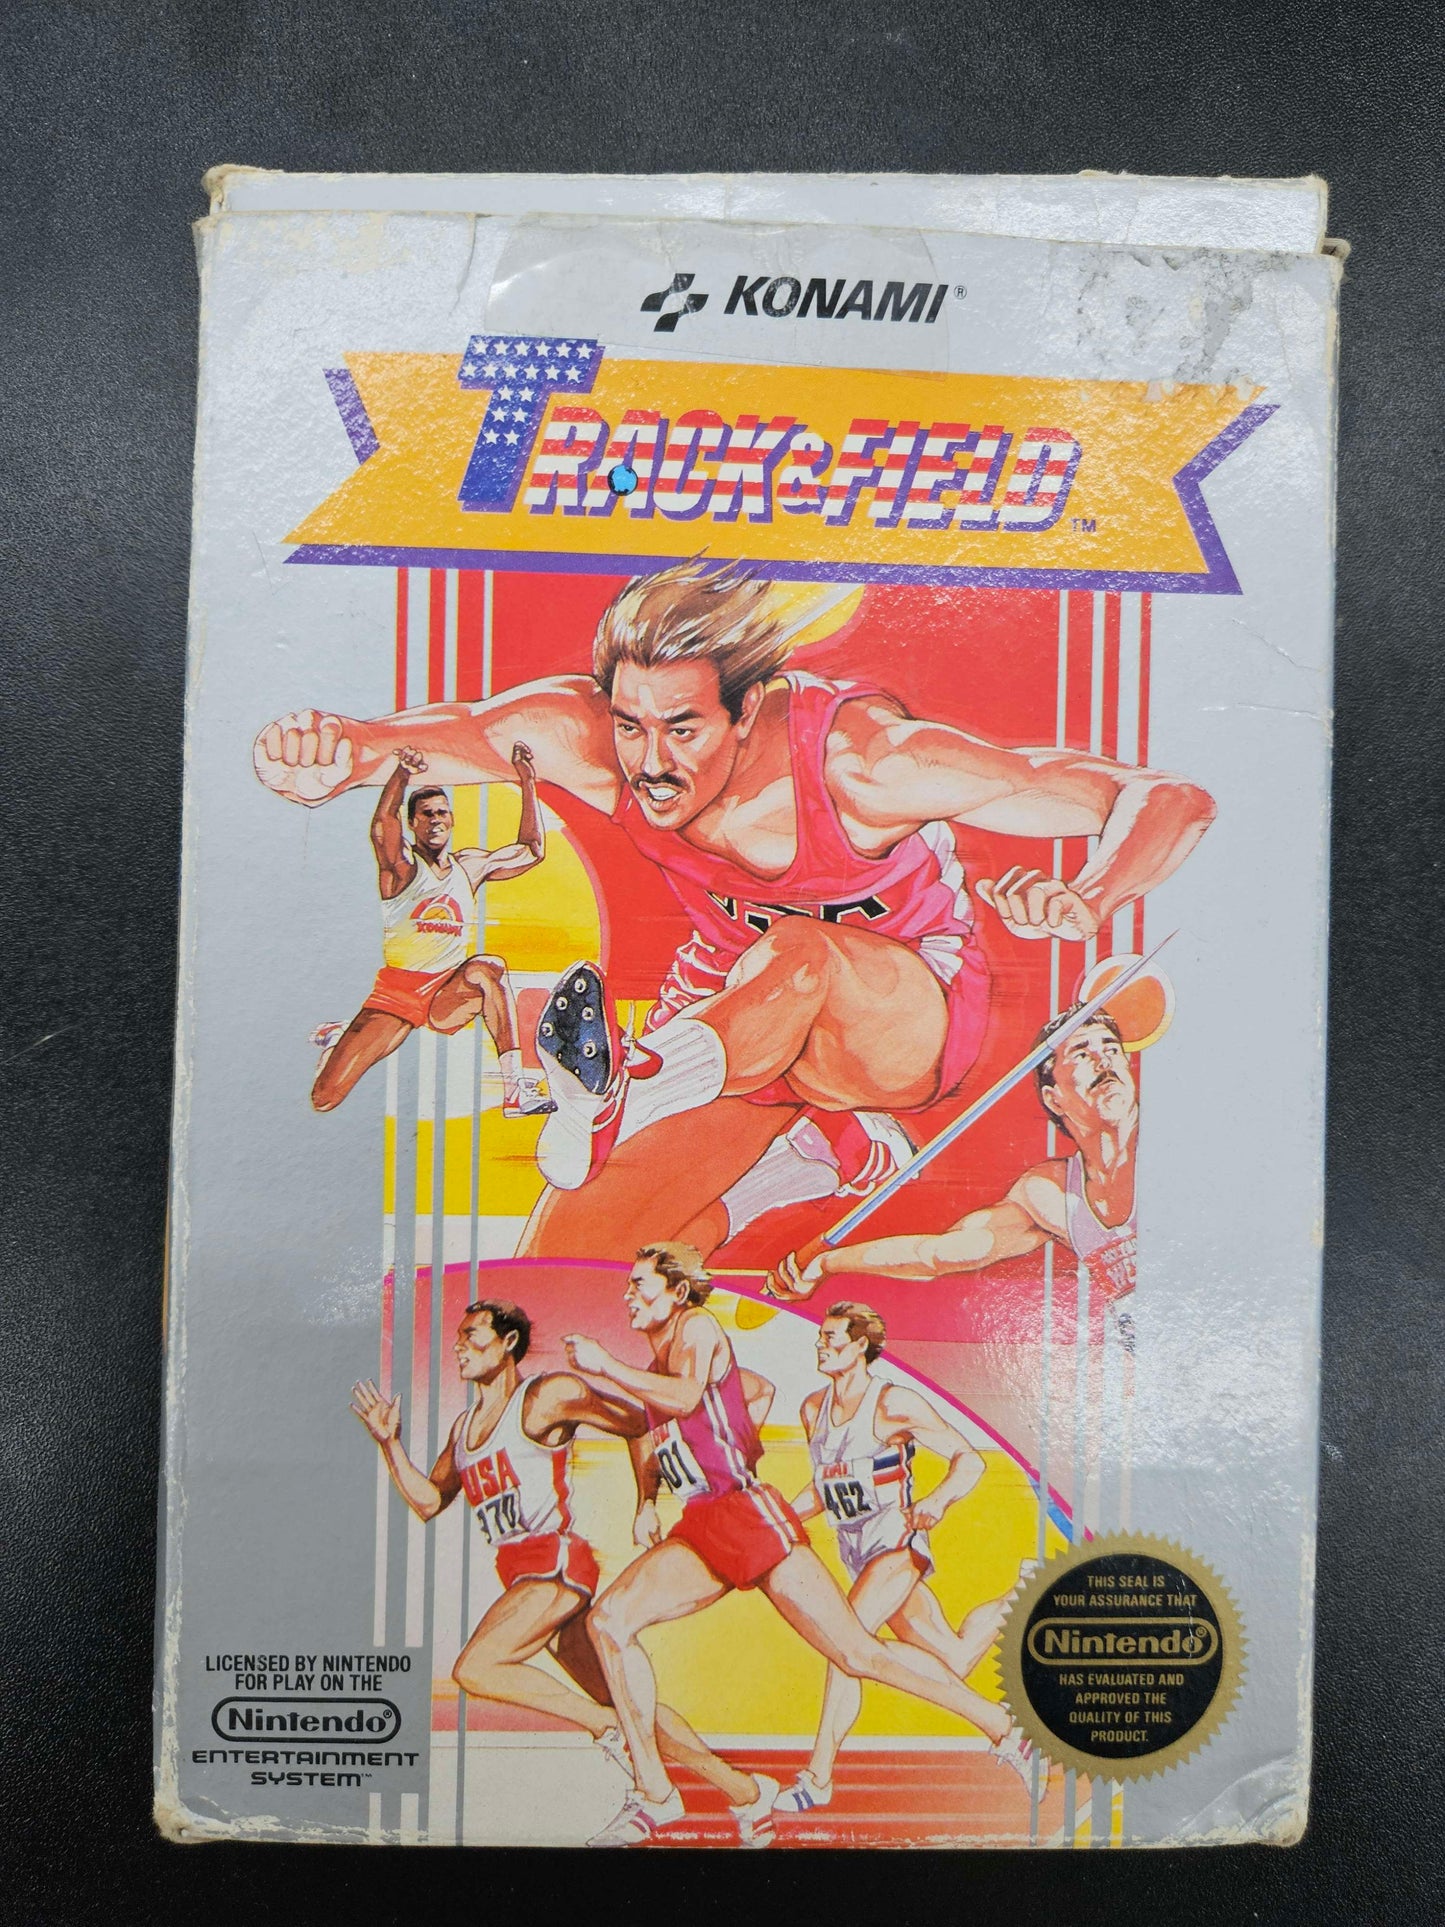 KONAMI®
TRACK & FIELD™
KONAMI
USA
170
401
462
THIS SEAL IS
YOUR ASSURANCE THAT
Nintendo®
HAS EVALUATED AND
APPROVED THE
QUALITY OF THIS
PRODUCT.
LICENSED BY NINTENDO
FOR PLAY ON THE
Nintendo®
ENTERTAINMENT
SYSTEM™